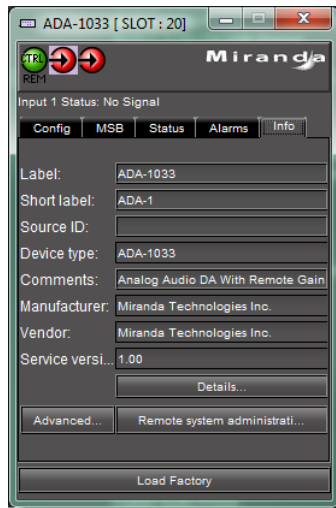 ADA-1033 [ SLOT : 20]
CTRL
REM
Miranda
Input 1 Status: No Signal
Config MSB Status Alarms Info
Label: ADA-1033
Short label: ADA-1
Source ID:
Device type: ADA-1033
Comments: Analog Audio DA With Remote Gain
Manufacturer: Miranda Technologies Inc.
Vendor: Miranda Technologies Inc.
Service versi... 1.00
Details...
Advanced... Remote system administrati...
Load Factory